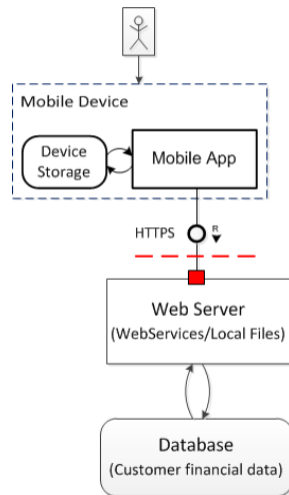 Mobile Device
Device
Storage
Mobile App
HTTPS
R
Web Server
(WebServices/Local Files)
Database
(Customer financial data)